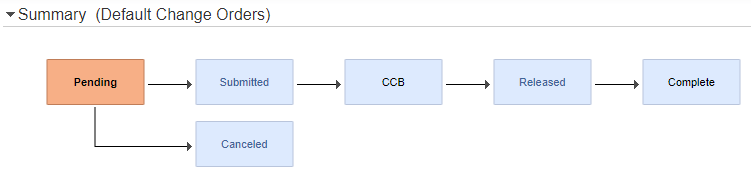 Summary (Default Change Orders)
Pending
Submitted
CCB
Released
Complete
Canceled